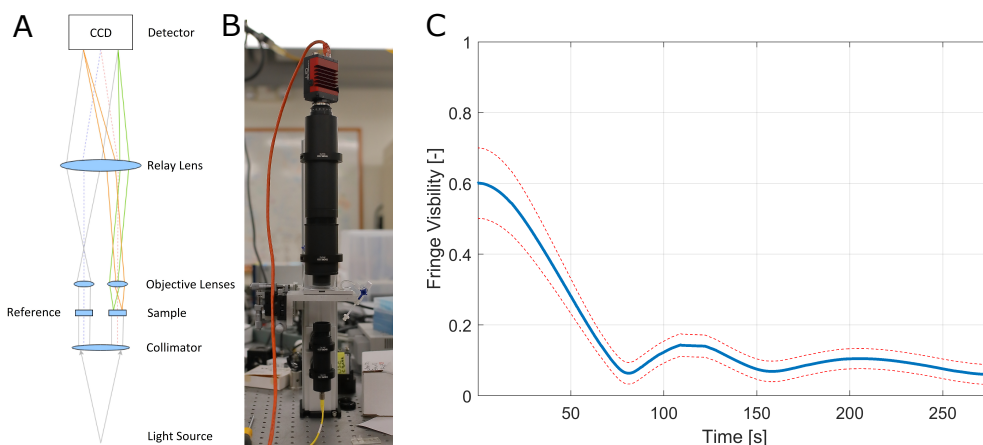 A
CCD
Detector
Relay Lens
Objective Lenses
Reference
Sample
Collimator
Light Source
B
C
1
0.8
0.6
0.4
0.2
0
50
100
150
200
250
Fringe Visbility [-]
Time [s]